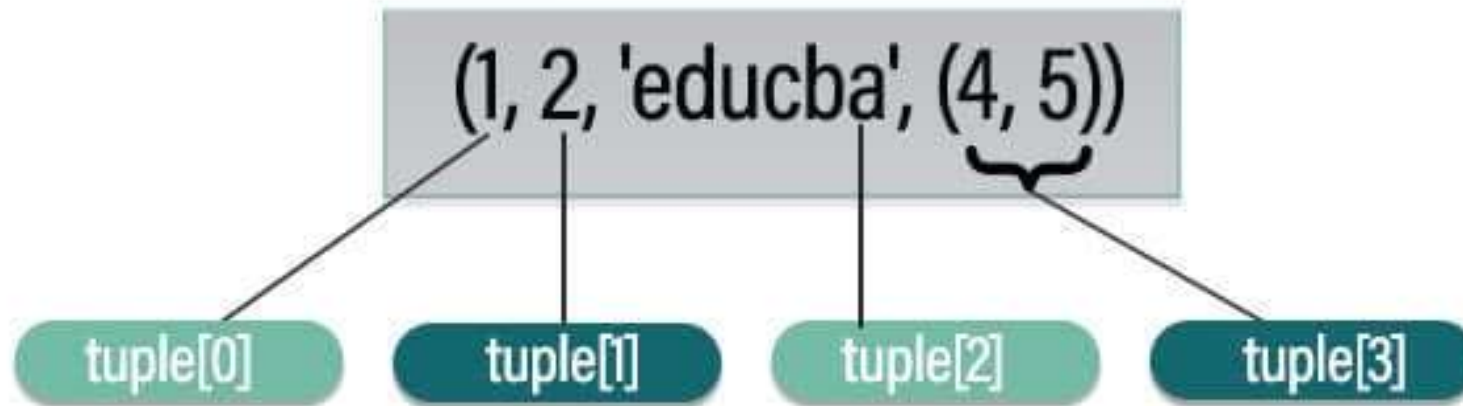 (1, 2, 'educba', (4, 5))
tuple[0] tuple[1] tuple[2] tuple[3]